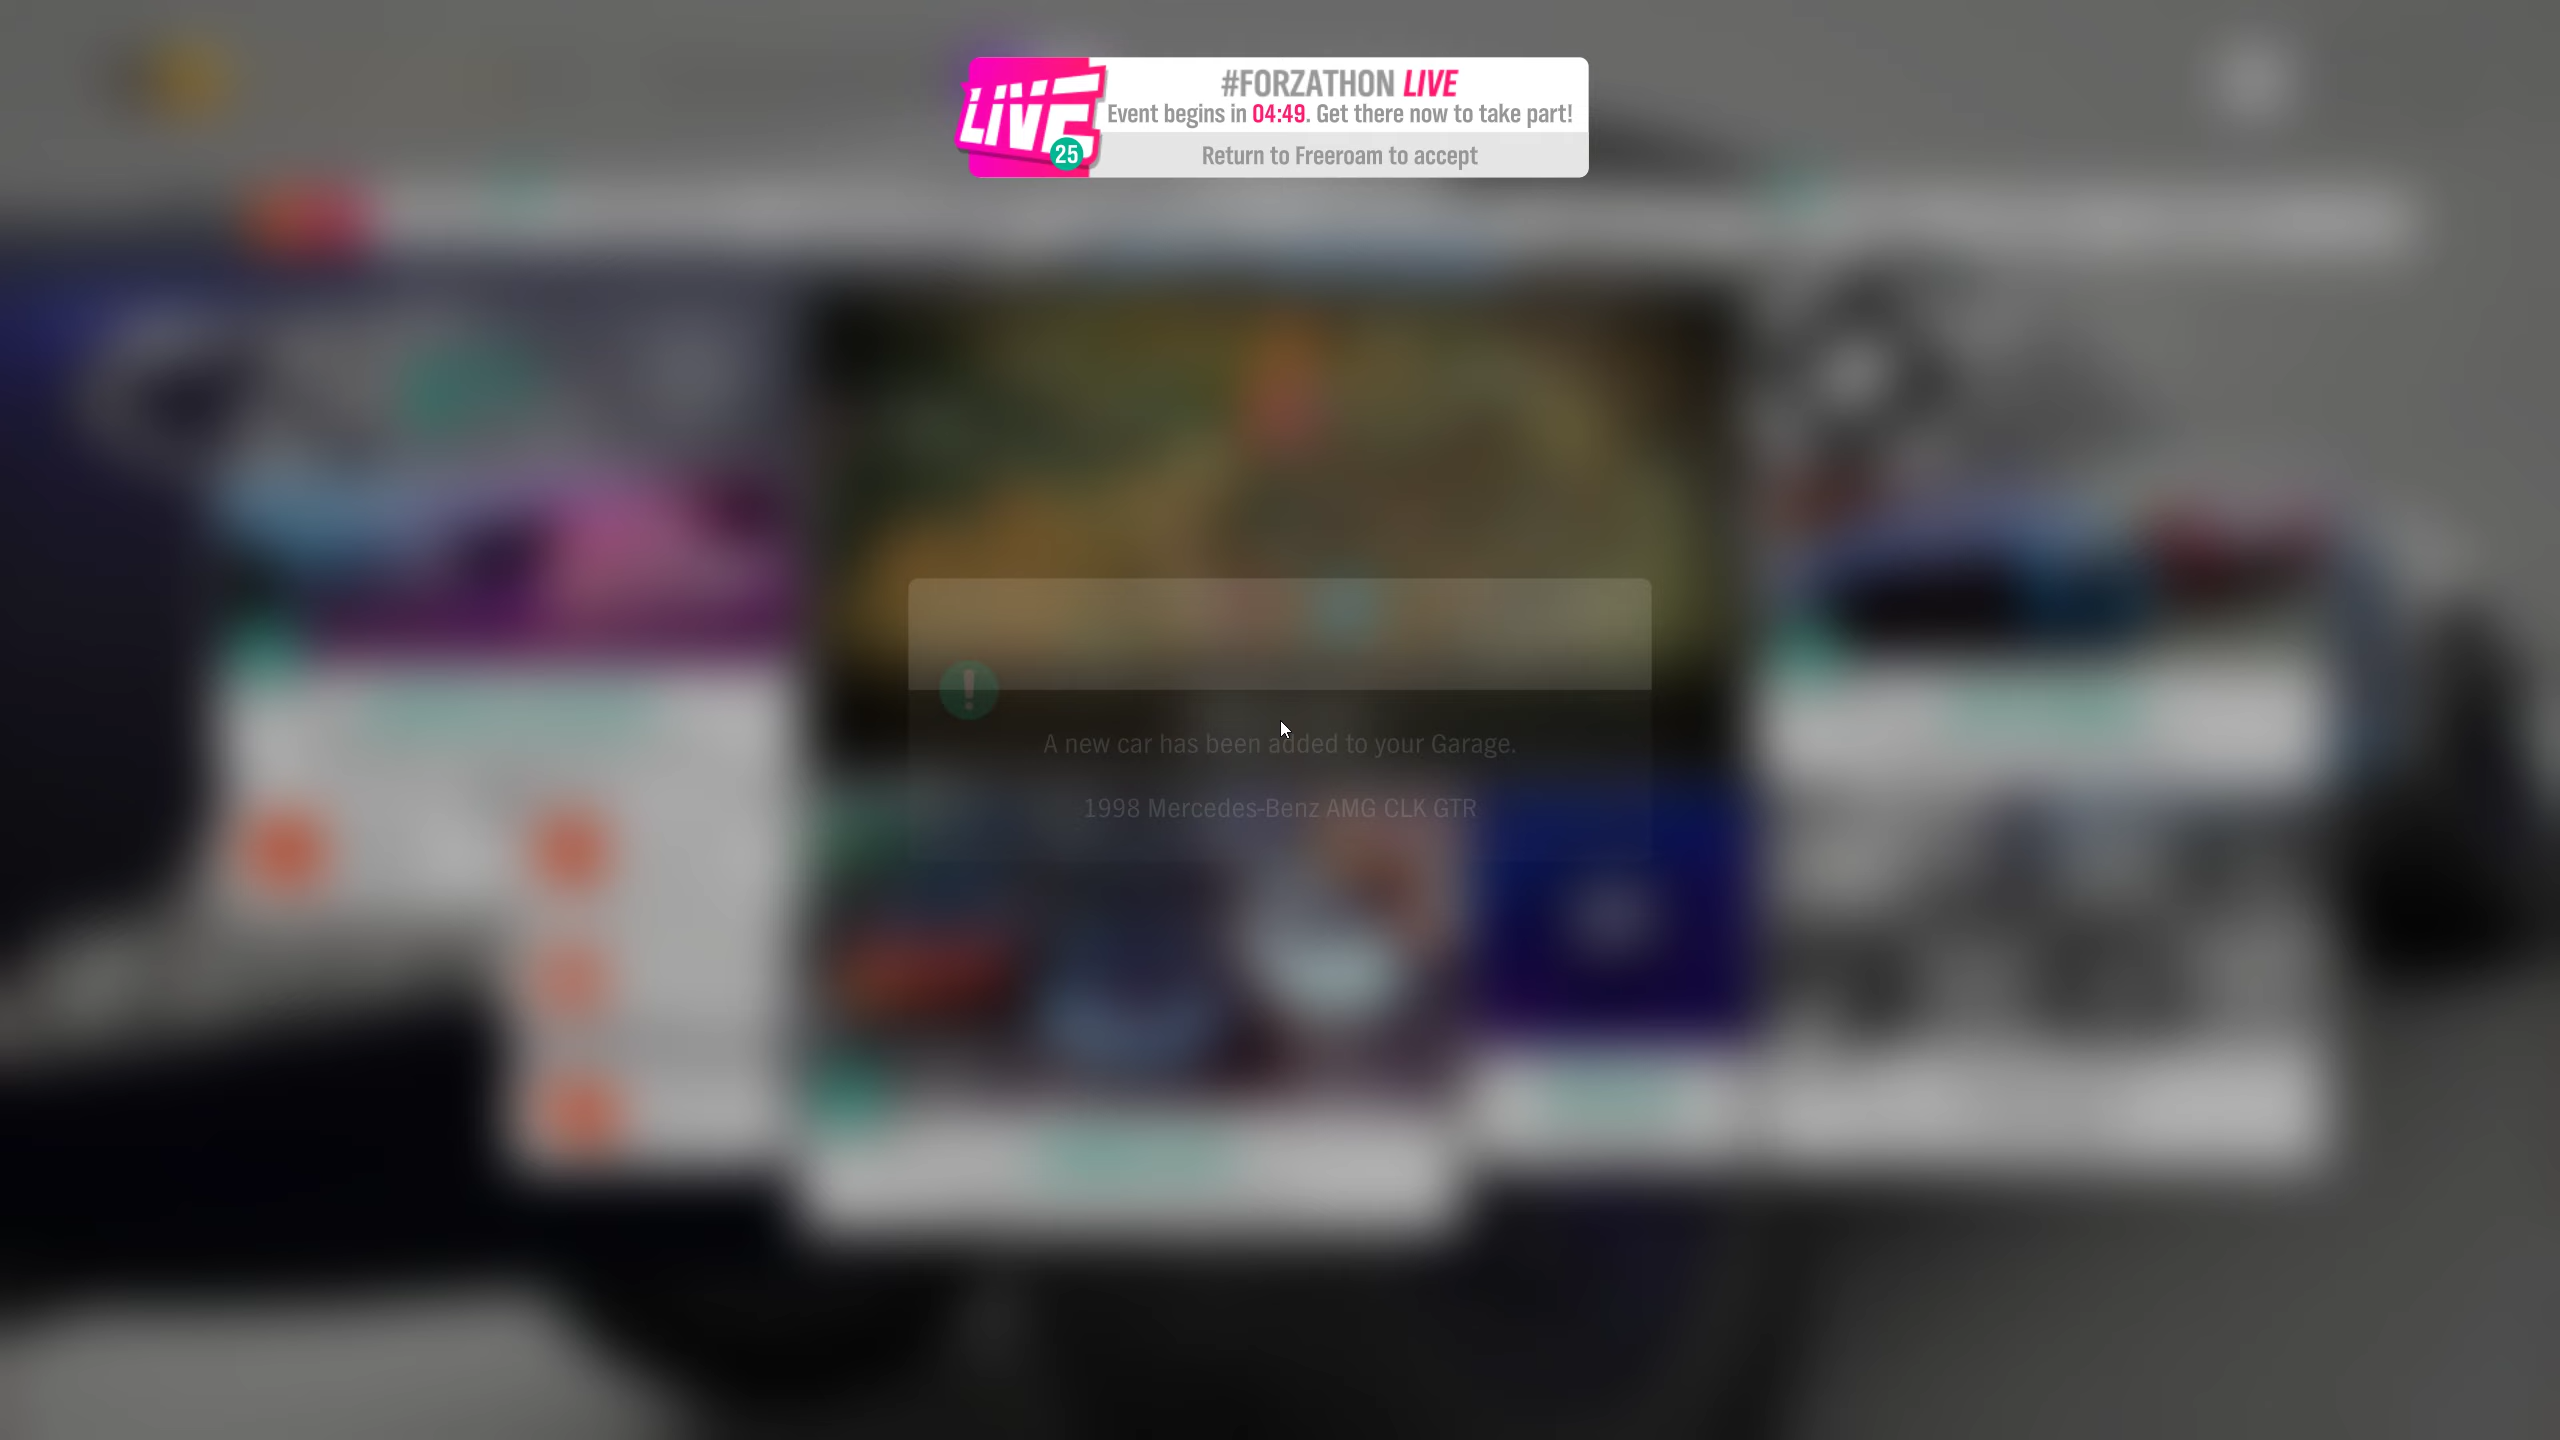 LIVE
25
#FORZATHON LIVE
Event begins in 04:49. Get there now to take part!
Return to Freeroam to accept
!
A new car has been added to your Garage.
1998 Mercedes-Benz AMG CLK GTR